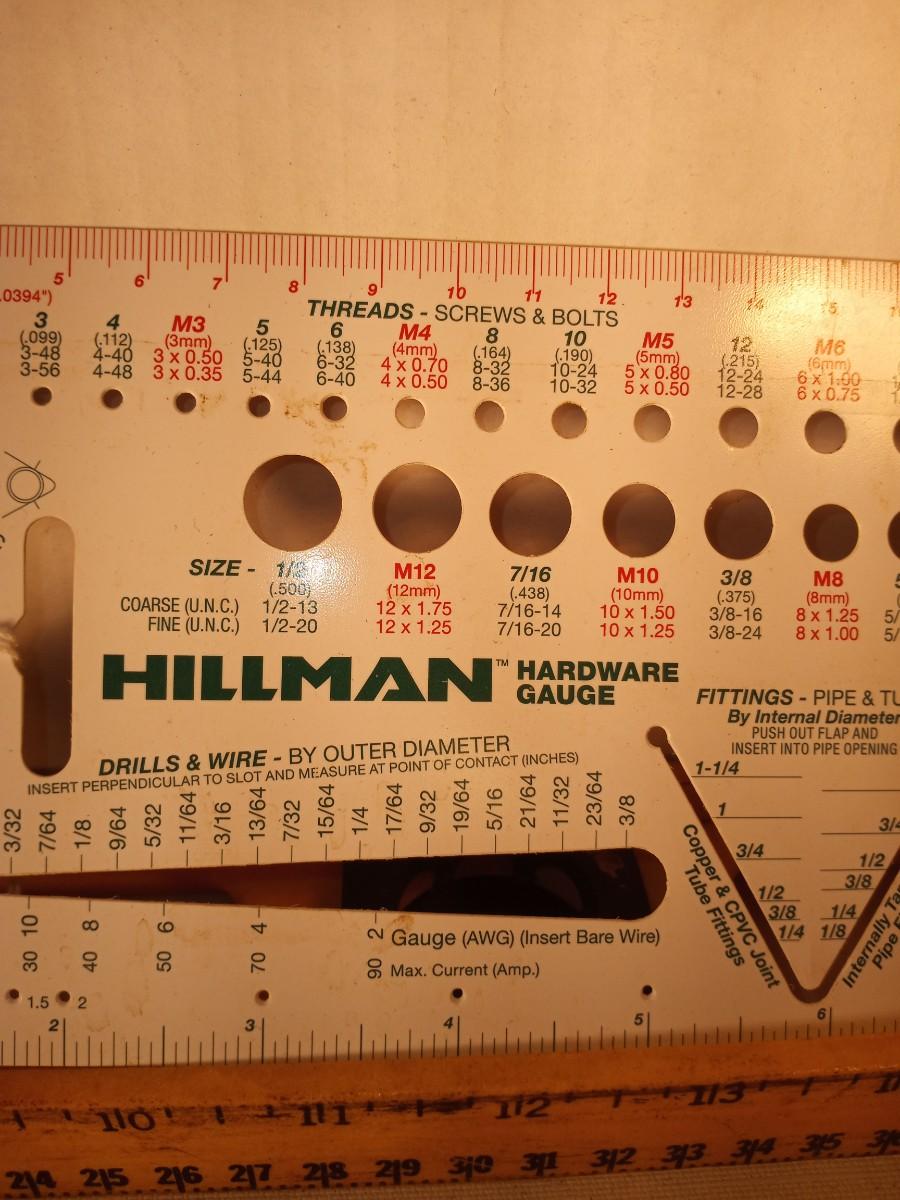 5 6 7 8 9 10 11 12 13 14 15
.0394")
THREADS - SCREWS & BOLTS
3 4 M3 5 6 M4 8 10 M5 12 M6
(.099) (.112) (3mm) (.125) (.138) (4mm) (.164) (.190) (5mm) (.215) (6mm)
3-48 4-40 3 x 0.50 5-40 6-32 4 x 0.70 8-32 10-24 5 x 0.80 12-24 6 x 1.00
3-56 4-48 3 x 0.35 5-44 6-40 4 x 0.50 8-36 10-32 5 x 0.50 12-28 6 x 0.75
SIZE - 1/2 M12 7/16 M10 3/8 M8
(.500) (12mm) (.438) (10mm) (.375) (8mm)
COARSE (U.N.C.) 1/2-13 12 x 1.75 7/16-14 10 x 1.50 3/8-16 8 x 1.25
FINE (U.N.C.) 1/2-20 12 x 1.25 7/16-20 10 x 1.25 3/8-24 8 x 1.00
HILLMAN™ HARDWARE
GAUGE
FITTINGS - PIPE & TU
By Internal Diameter
PUSH OUT FLAP AND
INSERT INTO PIPE OPENING
DRILLS & WIRE - BY OUTER DIAMETER
INSERT PERPENDICULAR TO SLOT AND MEASURE AT POINT OF CONTACT (INCHES)
3/32 7/64 1/8 9/64 5/32 11/64 3/16 13/64 7/32 15/64 1/4 17/64 9/32 19/64 5/16 21/64 11/32 23/64 3/8
1-1/4
1
3/4 3/4
1/2
3/8
1/2
3/8 1/4
1/4 1/8
Copper & CPVC Joint
Tube Fittings
Internally Ta
Pipe F
10 8 6 4 2 Gauge (AWG) (Insert Bare Wire)
30 40 50 70 90 Max. Current (Amp.)
1.5 2
2 3 4 5 6
110 111 112 113
214 215 216 217 218 219 310 311 312 313 314 315